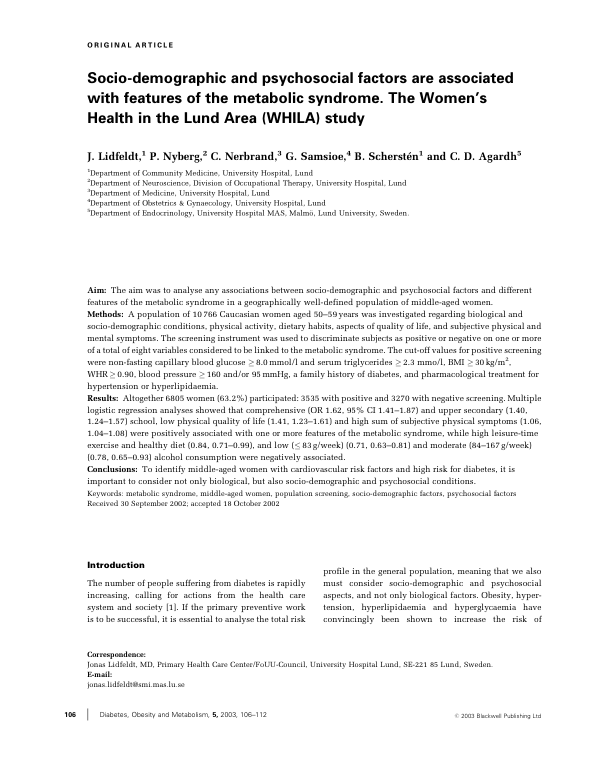 ORIGINAL ARTICLE
Socio-demographic and psychosocial factors are associated
with features of the metabolic syndrome. The Women's
Health in the Lund Area (WHILA) study
J. Lidfeldt,1 P. Nyberg,2 C. Nerbrand,3 G. Samsioe,4 B. Scherstén1 and C. D. Agardh5
1Department of Community Medicine, University Hospital, Lund
2Department of Neuroscience, Division of Occupational Therapy, University Hospital, Lund
3Department of Medicine, University Hospital, Lund
4Department of Obstetrics & Gynaecology, University Hospital, Lund
5Department of Endocrinology, University Hospital MAS, Malmö, Lund University, Sweden.
Aim: The aim was to analyse any associations between socio-demographic and psychosocial factors and different
features of the metabolic syndrome in a geographically well-defined population of middle-aged women.
Methods: A population of 10 766 Caucasian women aged 50–59 years was investigated regarding biological and
socio-demographic conditions, physical activity, dietary habits, aspects of quality of life, and subjective physical and
mental symptoms. The screening instrument was used to discriminate subjects as positive or negative on one or more
of a total of eight variables considered to be linked to the metabolic syndrome. The cut-off values for positive screening
were non-fasting capillary blood glucose ≥ 8.0 mmol/l and serum triglycerides ≥ 2.3 mmo/l, BMI ≥ 30 kg/m2,
WHR ≥ 0.90, blood pressure ≥ 160 and/or 95 mmHg, a family history of diabetes, and pharmacological treatment for
hypertension or hyperlipidaemia.
Results: Altogether 6805 women (63.2%) participated: 3535 with positive and 3270 with negative screening. Multiple
logistic regression analyses showed that comprehensive (OR 1.62, 95% CI 1.41–1.87) and upper secondary (1.40,
1.24–1.57) school, low physical quality of life (1.41, 1.23–1.61) and high sum of subjective physical symptoms (1.06,
1.04–1.08) were positively associated with one or more features of the metabolic syndrome, while high leisure-time
exercise and healthy diet (0.84, 0.71–0.99), and low (≤ 83 g/week) (0.71, 0.63–0.81) and moderate (84–167 g/week)
(0.78, 0.65–0.93) alcohol consumption were negatively associated.
Conclusions: To identify middle-aged women with cardiovascular risk factors and high risk for diabetes, it is
important to consider not only biological, but also socio-demographic and psychosocial conditions.
Keywords: metabolic syndrome, middle-aged women, population screening, socio-demographic factors, psychosocial factors
Received 30 September 2002; accepted 18 October 2002
Introduction
The number of people suffering from diabetes is rapidly
increasing, calling for actions from the health care
system and society [1]. If the primary preventive work
is to be successful, it is essential to analyse the total risk
profile in the general population, meaning that we also
must consider socio-demographic and psychosocial
aspects, and not only biological factors. Obesity, hyper-
tension, hyperlipidaemia and hyperglycaemia have
convincingly been shown to increase the risk of
Correspondence:
Jonas Lidfeldt, MD, Primary Health Care Center/FoUU-Council, University Hospital Lund, SE-221 85 Lund, Sweden.
E-mail:
jonas.lidfeldt@smi.mas.lu.se
106 Diabetes, Obesity and Metabolism, 5, 2003, 106–112
© 2003 Blackwell Publishing Ltd